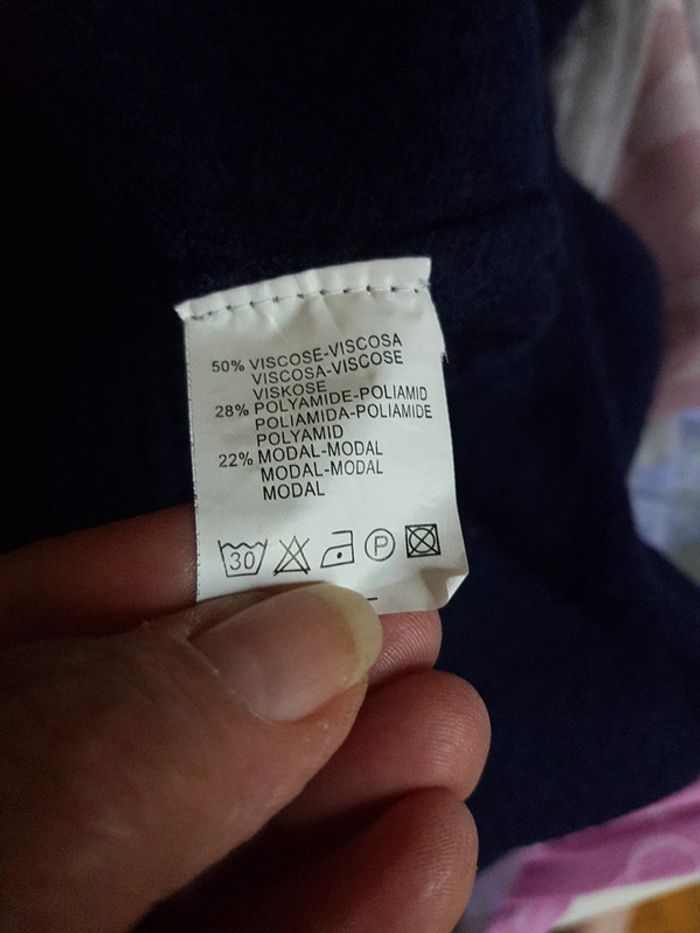 50% VISCOSE-VISCOSA
VISCOSA-VISCOSE
VISKOSE
28% POLYAMIDE-POLIAMID
POLIAMIDA-POLIAMIDE
POLYAMID
22% MODAL-MODAL
MODAL-MODAL
MODAL
30 P